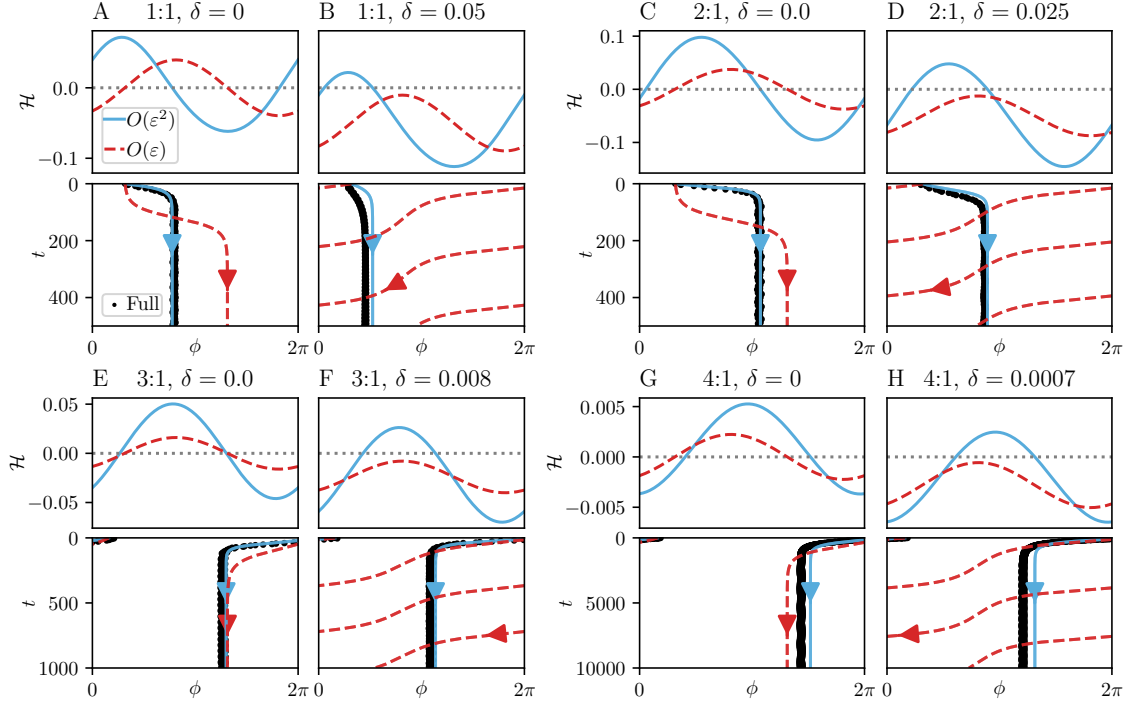 A 1:1, δ = 0
B 1:1, δ = 0.05
C 2:1, δ = 0.0
D 2:1, δ = 0.025
0.0
−0.1
ℋ
O(ε²)
O(ε)
0.1
0.0
−0.1
ℋ
0
200
400
t
Full
0
ϕ
2π
0
ϕ
2π
0
200
400
t
0
ϕ
2π
0
ϕ
2π
E 3:1, δ = 0.0
F 3:1, δ = 0.008
G 4:1, δ = 0
H 4:1, δ = 0.0007
0.05
0.00
−0.05
ℋ
0.005
0.000
−0.005
ℋ
0
500
1000
t
0
ϕ
2π
0
ϕ
2π
0
5000
10000
t
0
ϕ
2π
0
ϕ
2π